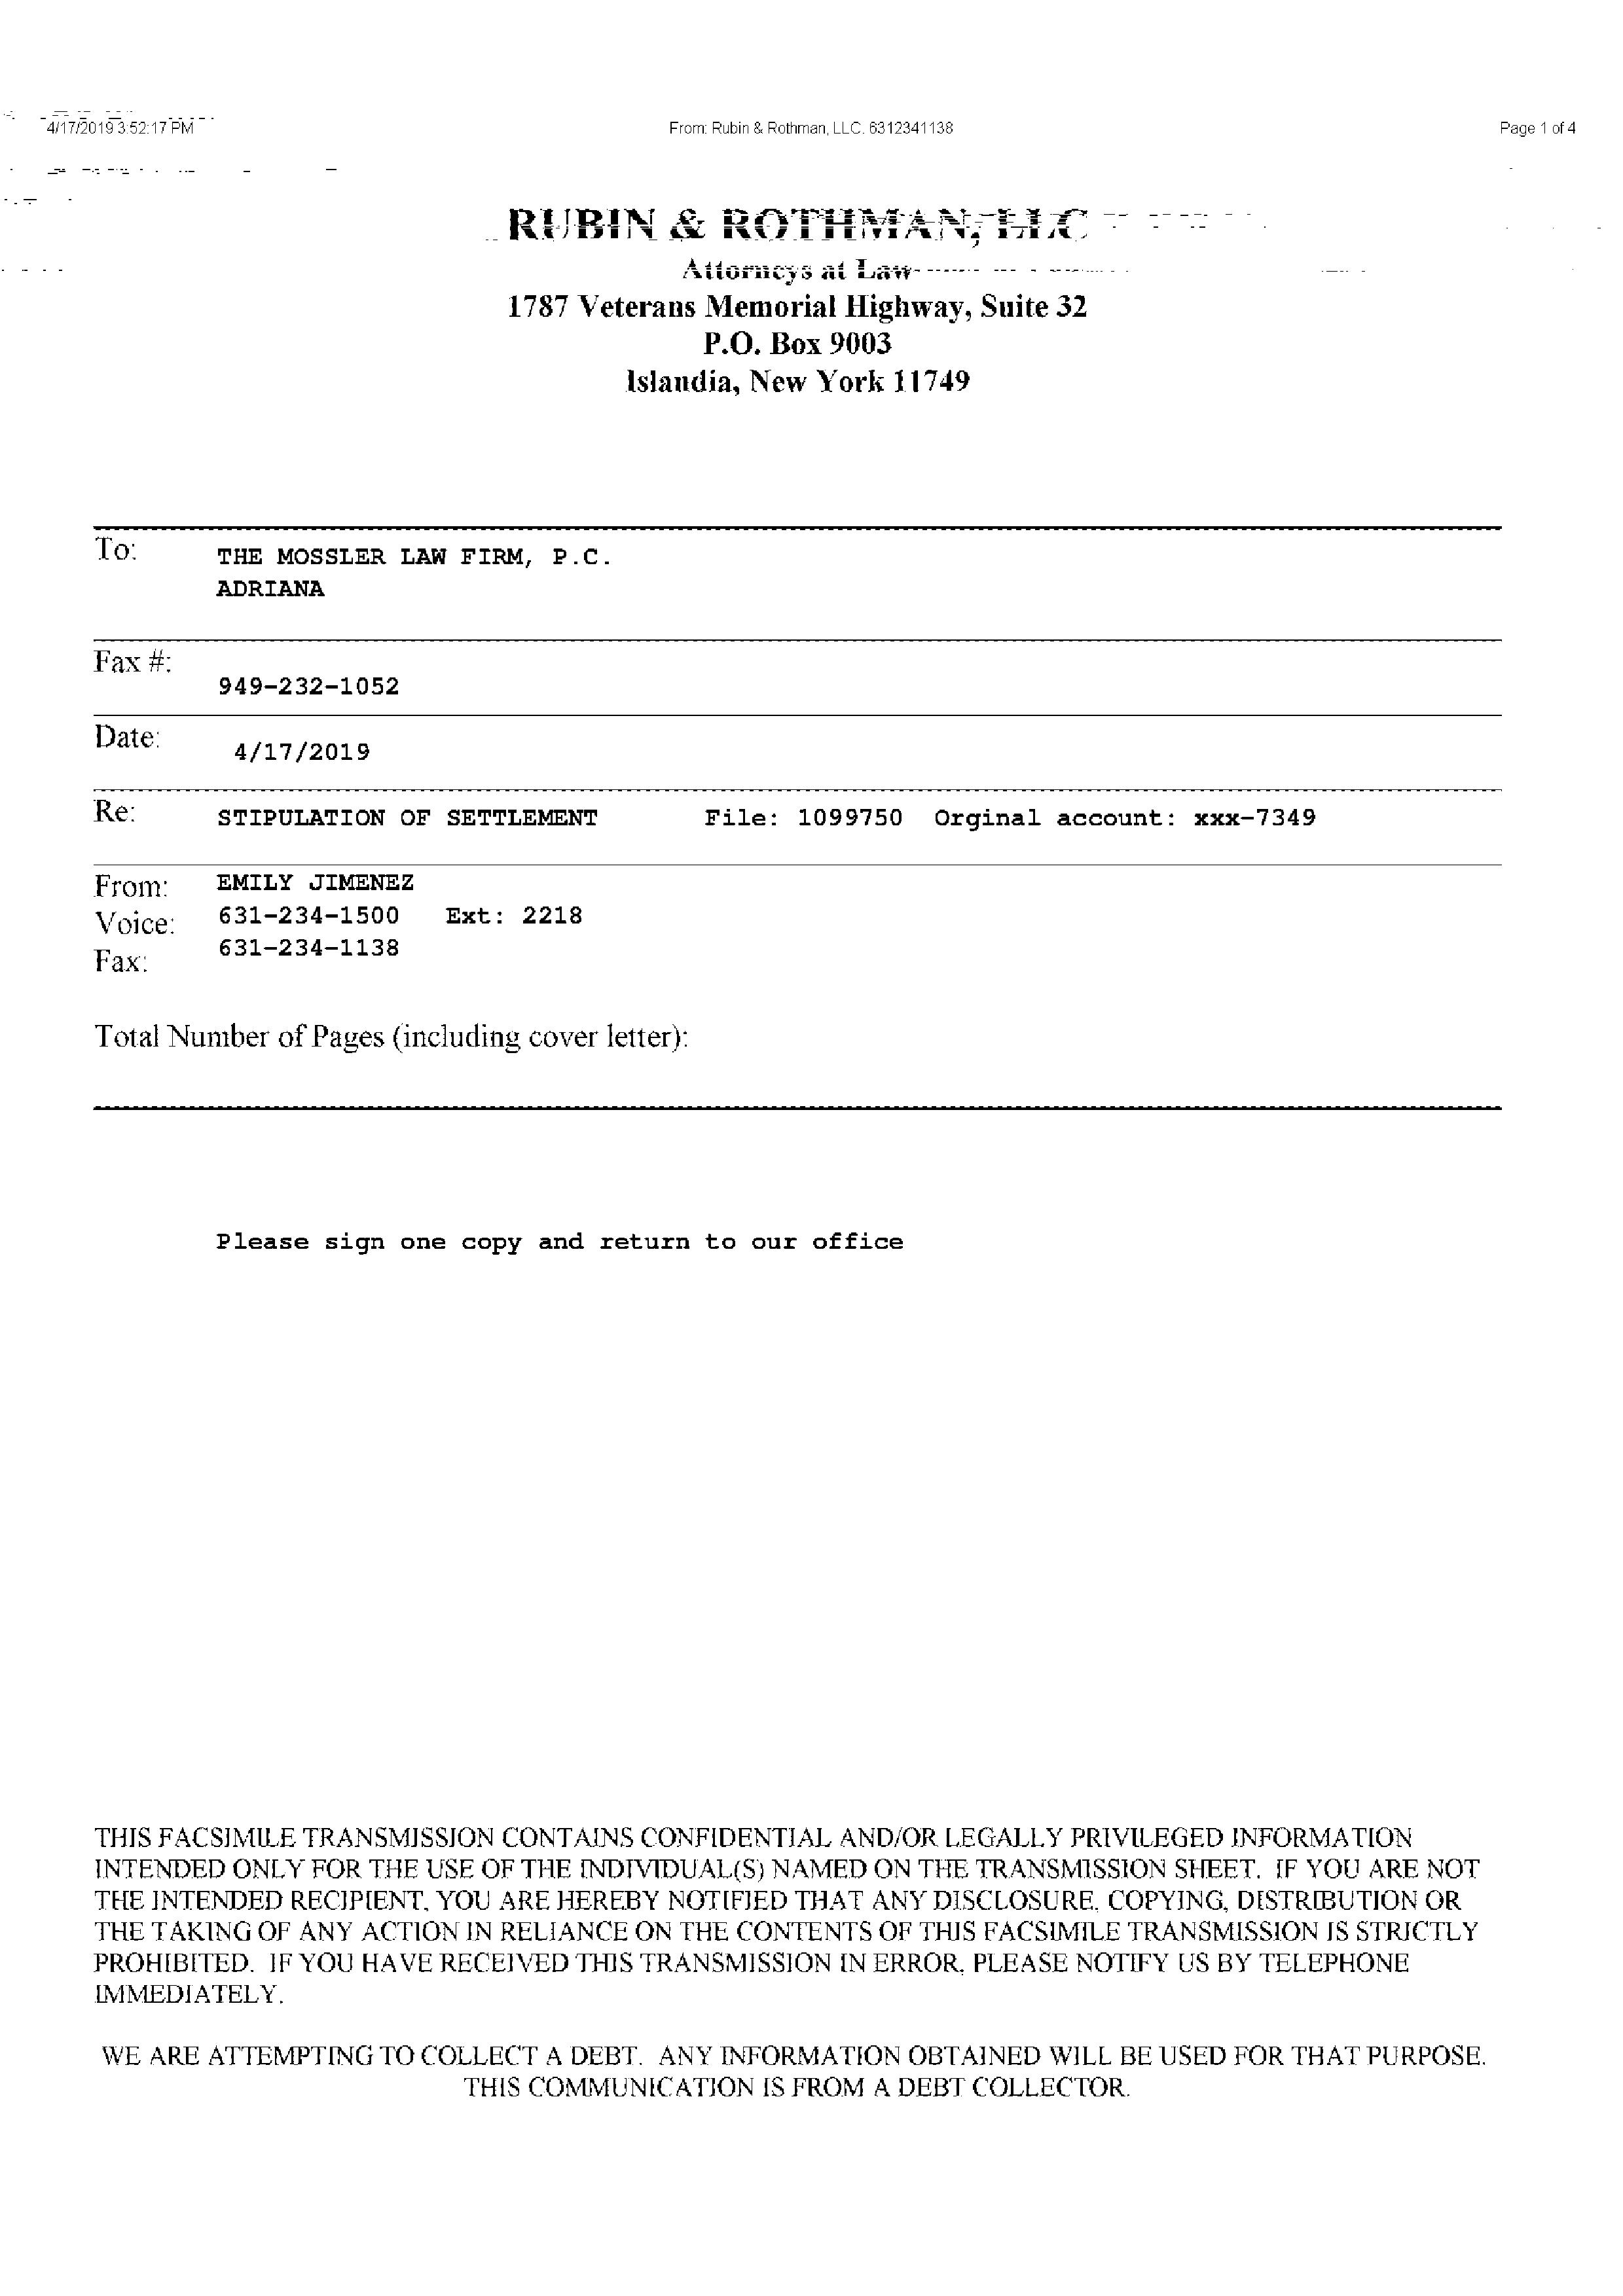 4/17/2019 3:52:17 PM From: Rubin & Rothman, LLC. 6312341138 Page 1 of 4
RUBIN & ROTHMAN, LLC
Attorneys at Law
1787 Veterans Memorial Highway, Suite 32
P.O. Box 9003
Islandia, New York 11749
To: THE MOSSLER LAW FIRM, P.C.
ADRIANA
Fax #:
949-232-1052
Date: 4/17/2019
Re: STIPULATION OF SETTLEMENT File: 1099750 Orginal account: xxx-7349
From: EMILY JIMENEZ
Voice: 631-234-1500 Ext: 2218
Fax: 631-234-1138
Total Number of Pages (including cover letter):
Please sign one copy and return to our office
THIS FACSIMILE TRANSMISSION CONTAINS CONFIDENTIAL AND/OR LEGALLY PRIVILEGED INFORMATION
INTENDED ONLY FOR THE USE OF THE INDIVIDUAL(S) NAMED ON THE TRANSMISSION SHEET. IF YOU ARE NOT
THE INTENDED RECIPIENT, YOU ARE HEREBY NOTIFIED THAT ANY DISCLOSURE, COPYING, DISTRIBUTION OR
THE TAKING OF ANY ACTION IN RELIANCE ON THE CONTENTS OF THIS FACSIMILE TRANSMISSION IS STRICTLY
PROHIBITED. IF YOU HAVE RECEIVED THIS TRANSMISSION IN ERROR, PLEASE NOTIFY US BY TELEPHONE
IMMEDIATELY.
WE ARE ATTEMPTING TO COLLECT A DEBT. ANY INFORMATION OBTAINED WILL BE USED FOR THAT PURPOSE.
THIS COMMUNICATION IS FROM A DEBT COLLECTOR.